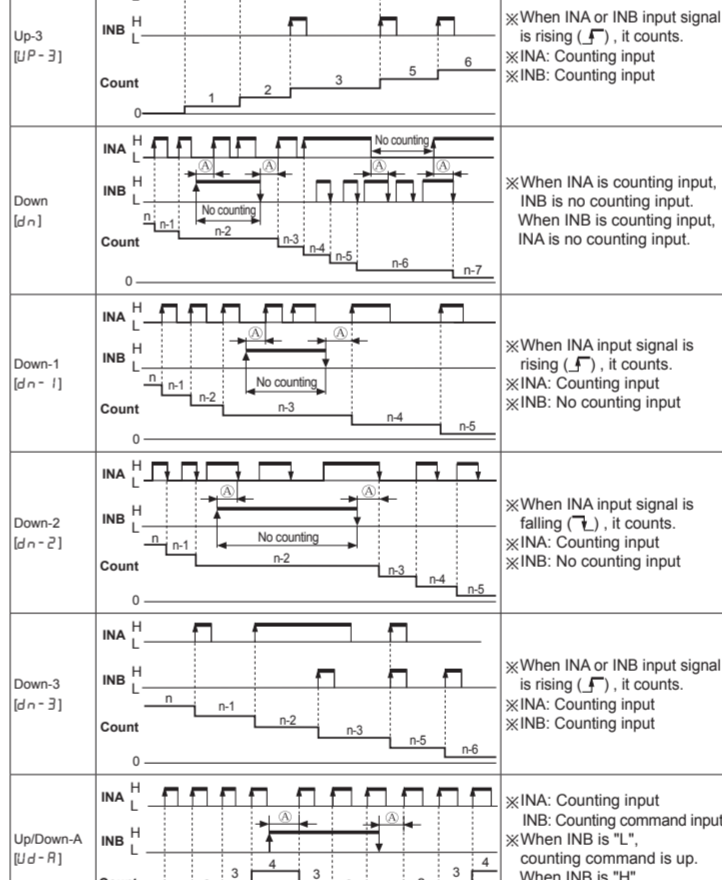 INB H
L
Count
1 2 3 5 6
0
Up-3
[UP-3]
※When INA or INB input signal
is rising ( ) , it counts.
※INA: Counting input
※INB: Counting input
INA H
L
No counting
Ⓐ Ⓐ Ⓐ Ⓐ
INB H
L
No counting
Count
n n-1 n-2 n-3 n-4 n-5 n-6 n-7
0
Down
[dn]
※When INA is counting input,
INB is no counting input.
When INB is counting input,
INA is no counting input.
INA H
L
Ⓐ Ⓐ
INB H
L
No counting
Count
n n-1 n-2 n-3 n-4 n-5
0
Down-1
[dn-1]
※When INA input signal is
rising ( ) , it counts.
※INA: Counting input
※INB: No counting input
INA H
L
Ⓐ Ⓐ
INB H
L
No counting
Count
n n-1 n-2 n-3 n-4 n-5
0
Down-2
[dn-2]
※When INA input signal is
falling ( ) , it counts.
※INA: Counting input
※INB: No counting input
INA H
L
INB H
L
Count
n n-1 n-2 n-3 n-5 n-6
0
Down-3
[dn-3]
※When INA or INB input signal
is rising ( ) , it counts.
※INA: Counting input
※INB: Counting input
INA H
L
Ⓐ Ⓐ
INB H
L
3 4 3 3 4
Up/Down-A
[Ud-A]
※INA: Counting input
INB: Counting command input
※When INB is "L",
counting command is up.
When INB is "H"